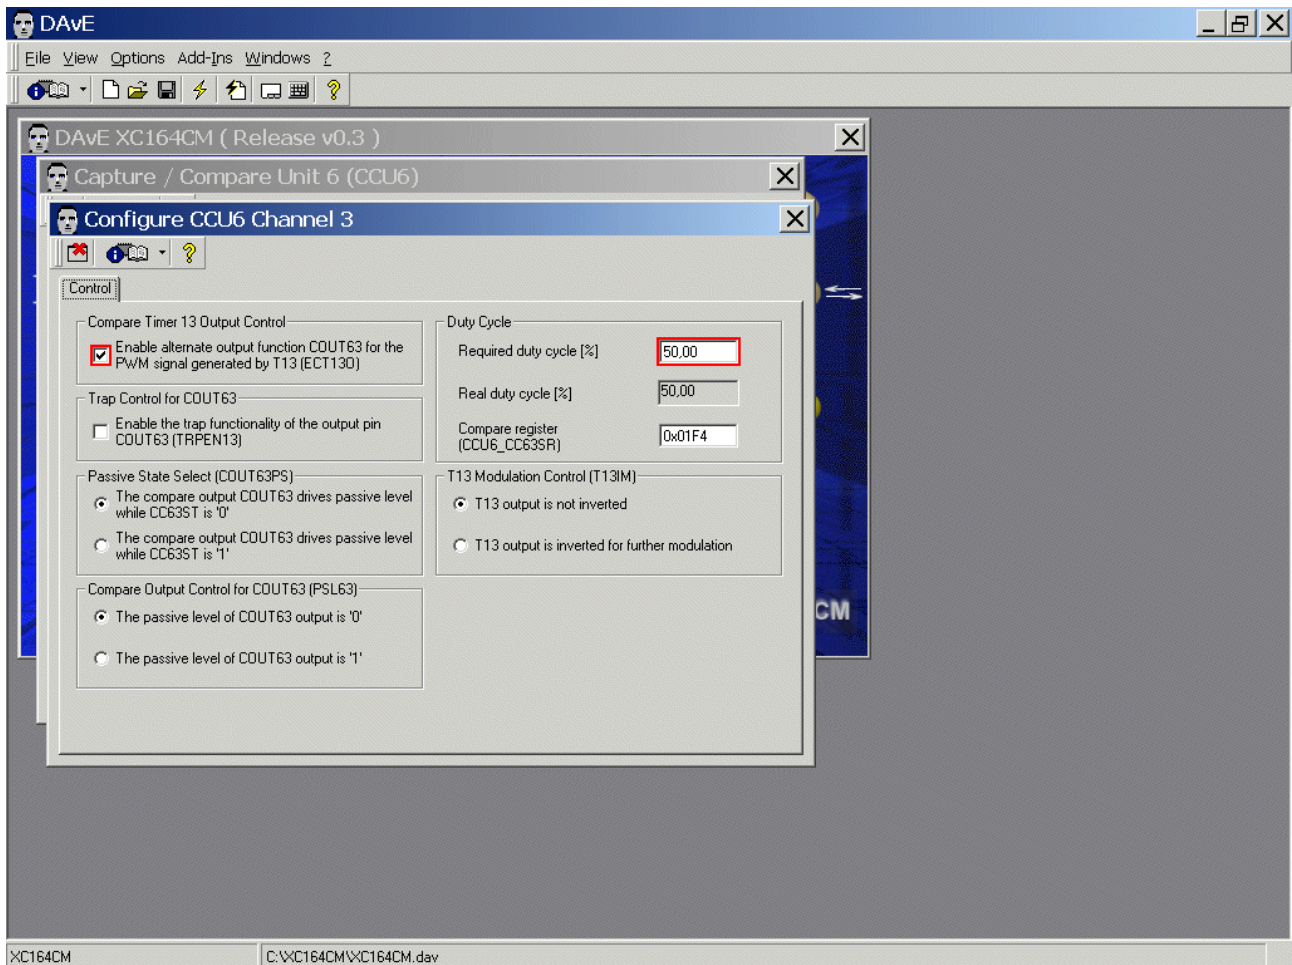 DAvE
File View Options Add-Ins Windows ?
DAvE XC164CM ( Release v0.3 )
Capture / Compare Unit 6 (CCU6)
Configure CCU6 Channel 3
Control
Compare Timer 13 Output Control
Enable alternate output function COUT63 for the
PWM signal generated by T13 (ECT13O)
Trap Control for COUT63
Enable the trap functionality of the output pin
COUT63 (TRPEN13)
Passive State Select (COUT63PS)
The compare output COUT63 drives passive level
while CC63ST is '0'
The compare output COUT63 drives passive level
while CC63ST is '1'
Compare Output Control for COUT63 (PSL63)
The passive level of COUT63 output is '0'
The passive level of COUT63 output is '1'
Duty Cycle
Required duty cycle [%] 50,00
Real duty cycle [%] 50,00
Compare register
(CCU6_CC63SR) 0x01F4
T13 Modulation Control (T13IM)
T13 output is not inverted
T13 output is inverted for further modulation
CM
XC164CM C:\XC164CM\XC164CM.dav